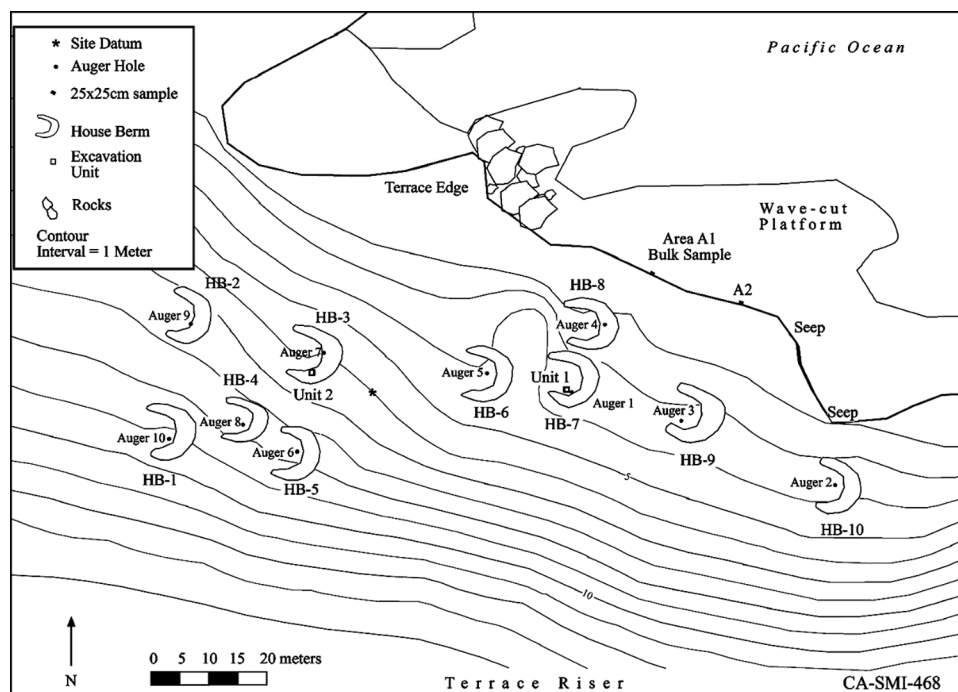 Site Datum
Auger Hole
25x25cm sample
House Berm
Excavation
Unit
Rocks
Contour
Interval = 1 Meter
Pacific Ocean
Terrace Edge
Wave-cut
Platform
Area A1
Bulk Sample
A2
Seep
Seep
HB-2
Auger 9
HB-3
Auger 7
Unit 2
HB-4
Auger 8
Auger 10
HB-1
Auger 6
HB-5
HB-8
Auger 4
Auger 5
HB-6
Unit 1
Auger 1
HB-7
Auger 3
HB-9
Auger 2
HB-10
5
10
N
0 5 10 15 20 meters
Terrace Riser
CA-SMI-468